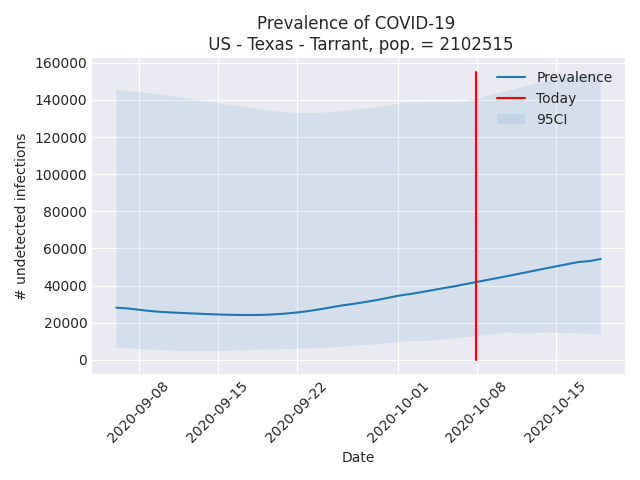 Prevalence of COVID-19
US - Texas - Tarrant, pop. = 2102515
160000
140000
120000
100000
80000
60000
40000
20000
0
# undetected infections
Prevalence
Today
95CI
2020-09-08
2020-09-15
2020-09-22
2020-10-01
2020-10-08
2020-10-15
Date